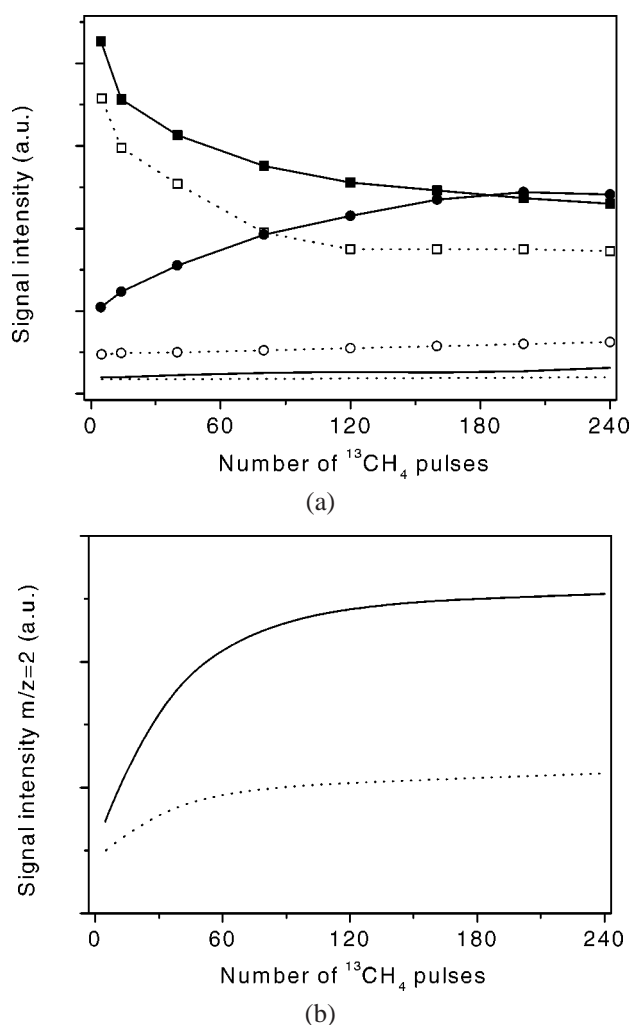 Signal intensity (a.u.)
0 60 120 180 240
Number of ¹³CH₄ pulses
(a)
Signal intensity m/z=2 (a.u.)
0 60 120 180 240
Number of ¹³CH₄ pulses
(b)